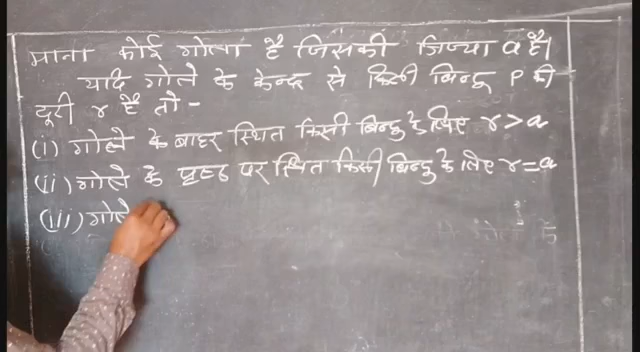 माना कोई गोला है जिसकी त्रिज्या a है।
यदि गोले के केन्द्र से किसी बिन्दु P की
दूरी r है तो -
(i) गोले के बाहर स्थित किसी बिन्दु के लिए r > a
(ii) गोले के पृष्ठ पर स्थित किसी बिन्दु के लिए r = a
(iii) गोले